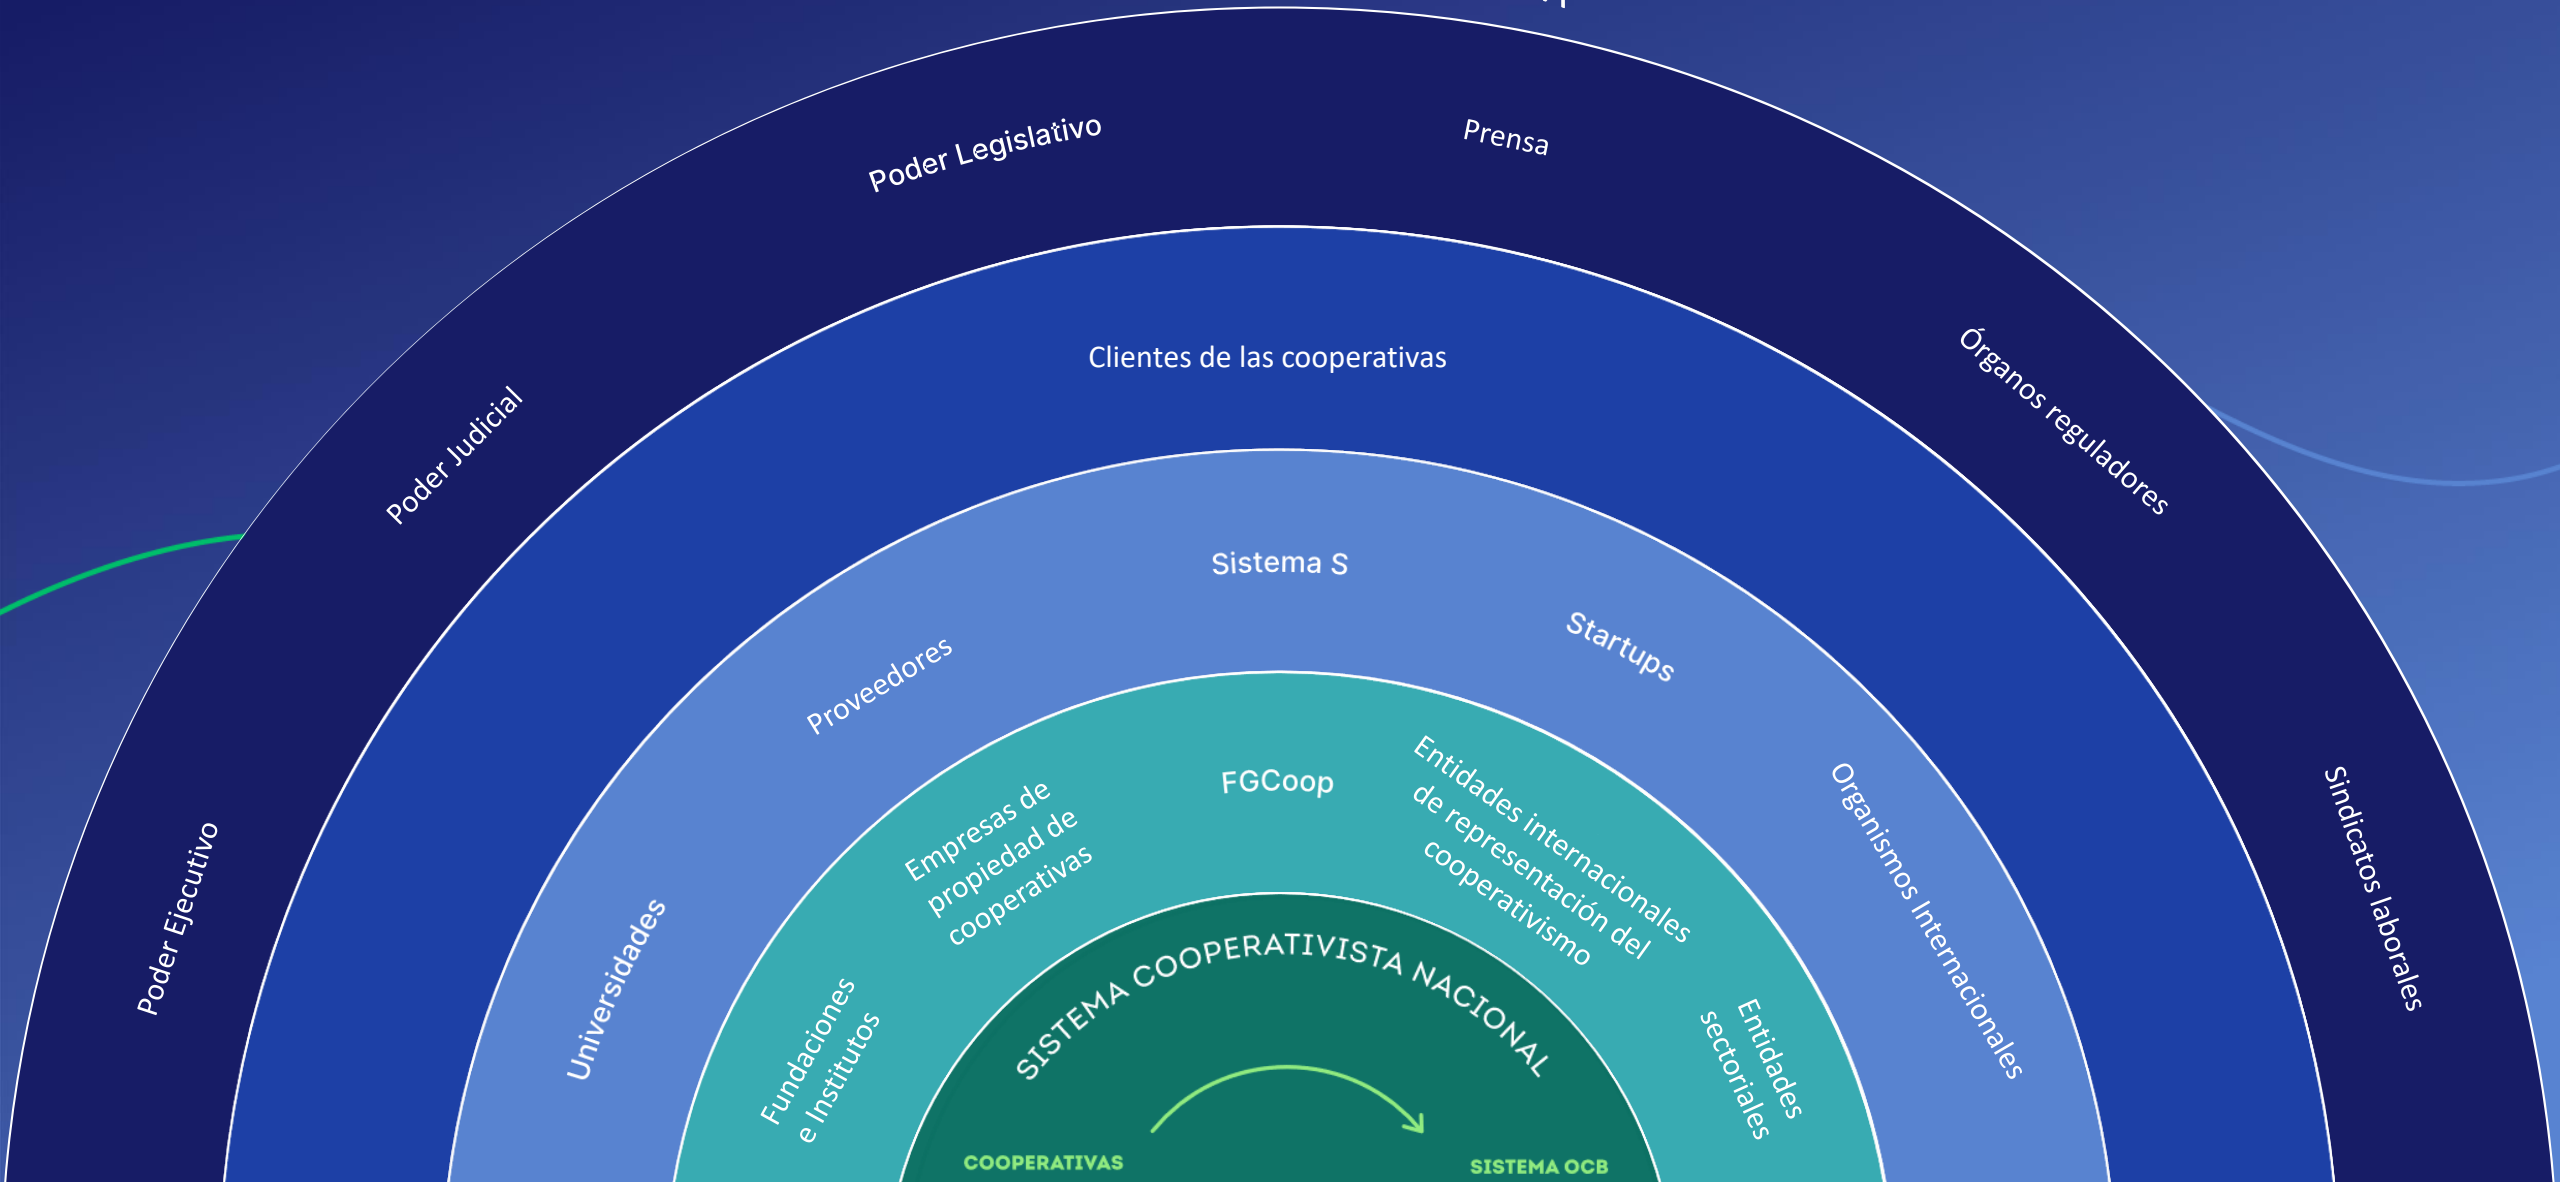 Poder Legislativo
Prensa
Órganos reguladores
Poder Judicial
Clientes de las cooperativas
Sistema S
Startups
Proveedores
Organismos Internacionales
Sindicatos laborales
Poder Ejecutivo
Universidades
FGCoop
Empresas de
propiedad de
cooperativas
Entidades internacionales
de representación del
cooperativismo
Fundaciones
e Institutos
Entidades
sectoriales
SISTEMA COOPERATIVISTA NACIONAL
COOPERATIVAS
SISTEMA OCB